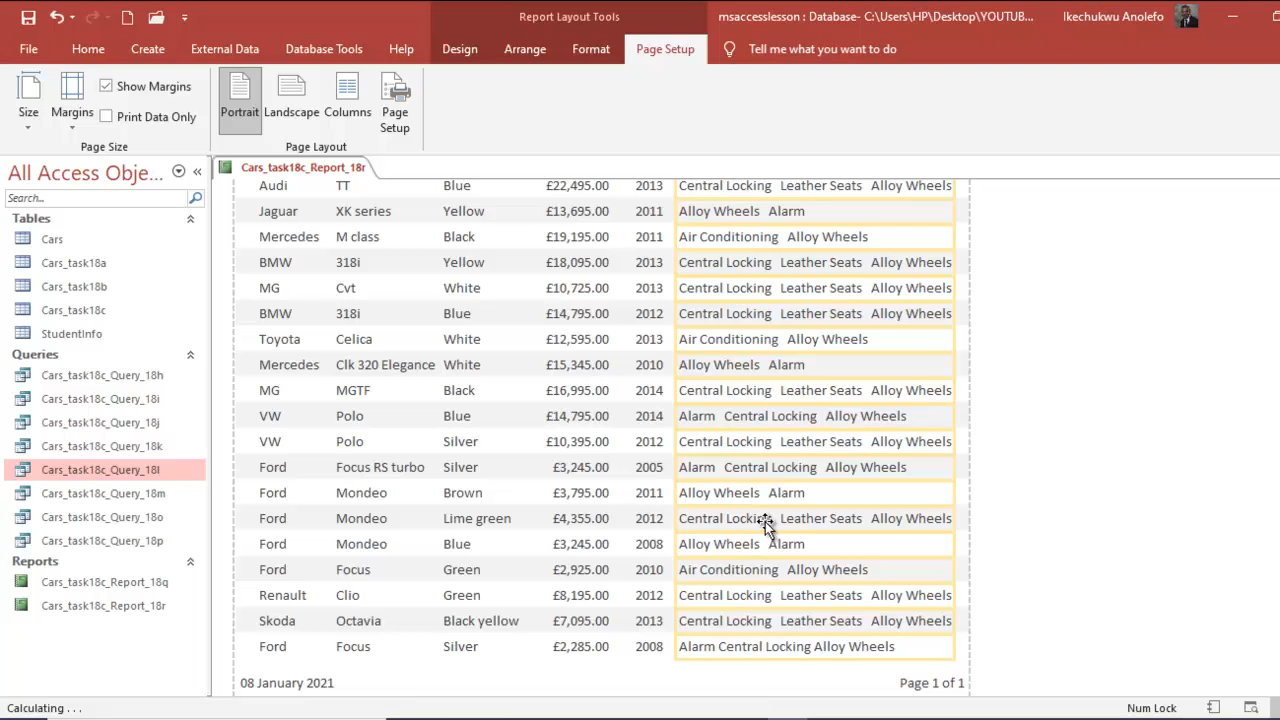 Report Layout Tools
msaccesslesson : Database- C:\Users\HP\Desktop\YOUTUB...
Ikechukwu Anolefo
File Home Create External Data Database Tools Help Design Arrange Format Page Setup Tell me what you want to do
Size
Margins
Show Margins
Print Data Only
Page Size
Portrait
Landscape
Columns
Page Setup
Page Layout
All Access Obje...
Search...
Tables
Cars
Cars_task18a
Cars_task18b
Cars_task18c
StudentInfo
Queries
Cars_task18c_Query_18h
Cars_task18c_Query_18i
Cars_task18c_Query_18j
Cars_task18c_Query_18k
Cars_task18c_Query_18l
Cars_task18c_Query_18m
Cars_task18c_Query_18o
Cars_task18c_Query_18p
Reports
Cars_task18c_Report_18q
Cars_task18c_Report_18r
Cars_task18c_Report_18r
Audi TT Blue £22,495.00 2013 Central Locking Leather Seats Alloy Wheels
Jaguar XK series Yellow £13,695.00 2011 Alloy Wheels Alarm
Mercedes M class Black £19,195.00 2011 Air Conditioning Alloy Wheels
BMW 318i Yellow £18,095.00 2013 Central Locking Leather Seats Alloy Wheels
MG Cvt White £10,725.00 2013 Central Locking Leather Seats Alloy Wheels
BMW 318i Blue £14,795.00 2012 Central Locking Leather Seats Alloy Wheels
Toyota Celica White £12,595.00 2013 Air Conditioning Alloy Wheels
Mercedes Clk 320 Elegance White £15,345.00 2010 Alloy Wheels Alarm
MG MGTF Black £16,995.00 2014 Central Locking Leather Seats Alloy Wheels
VW Polo Blue £14,795.00 2014 Alarm Central Locking Alloy Wheels
VW Polo Silver £10,395.00 2012 Central Locking Leather Seats Alloy Wheels
Ford Focus RS turbo Silver £3,245.00 2005 Alarm Central Locking Alloy Wheels
Ford Mondeo Brown £3,795.00 2011 Alloy Wheels Alarm
Ford Mondeo Lime green £4,355.00 2012 Central Locking Leather Seats Alloy Wheels
Ford Mondeo Blue £3,245.00 2008 Alloy Wheels Alarm
Ford Focus Green £2,925.00 2010 Air Conditioning Alloy Wheels
Renault Clio Green £8,195.00 2012 Central Locking Leather Seats Alloy Wheels
Skoda Octavia Black yellow £7,095.00 2013 Central Locking Leather Seats Alloy Wheels
Ford Focus Silver £2,285.00 2008 Alarm Central Locking Alloy Wheels
08 January 2021 Page 1 of 1
Calculating . . . Num Lock